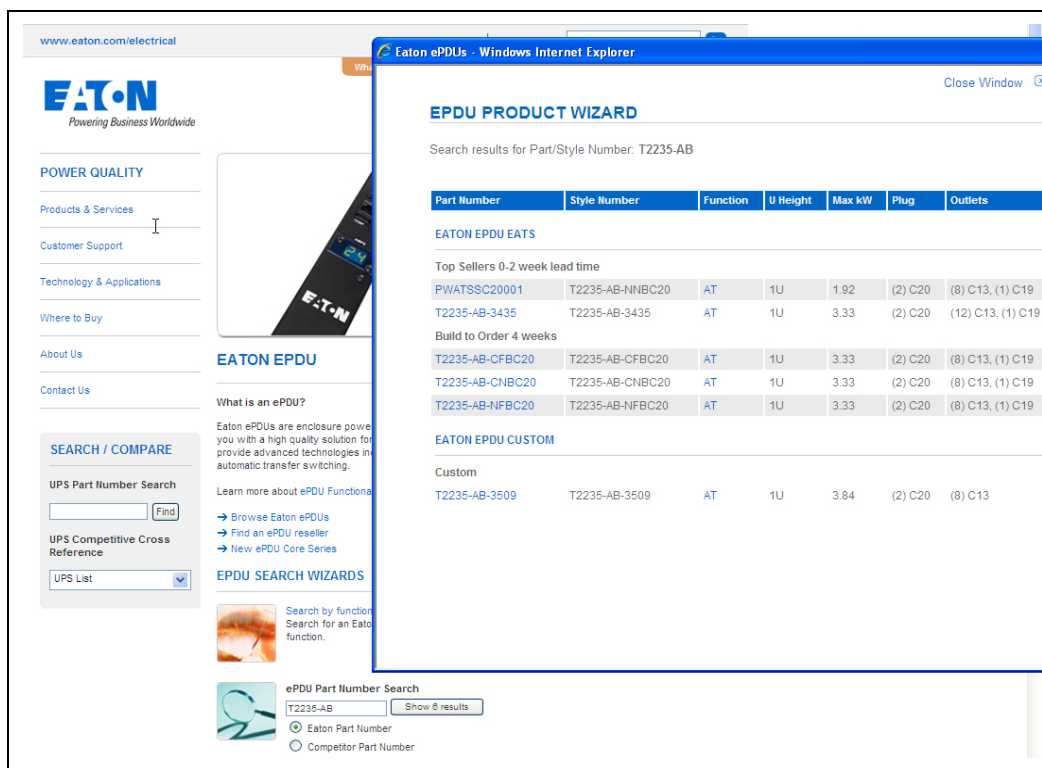 www.eaton.com/electrical
EATON
Powering Business Worldwide
POWER QUALITY
Products & Services
Customer Support
Technology & Applications
Where to Buy
About Us
Contact Us
SEARCH / COMPARE
UPS Part Number Search
Find
UPS Competitive Cross
Reference
UPS List
24
EATON
EATON EPDU
What is an ePDU?
Eaton ePDUs are enclosure powe
you with a high quality solution for
provide advanced technologies in
automatic transfer switching.
Learn more about ePDU Functiona
→ Browse Eaton ePDUs
→ Find an ePDU reseller
→ New ePDU Core Series
EPDU SEARCH WIZARDS
Search by function
Search for an Eato
function.
ePDU Part Number Search
T2235-AB Show 6 results
Eaton Part Number
Competitor Part Number
Eaton ePDUs - Windows Internet Explorer
Close Window
EPDU PRODUCT WIZARD
Search results for Part/Style Number: T2235-AB
Part Number Style Number Function U Height Max kW Plug Outlets
EATON EPDU EATS
Top Sellers 0-2 week lead time
PWATSSC20001 T2235-AB-NNBC20 AT 1U 1.92 (2) C20 (8) C13, (1) C19
T2235-AB-3435 T2235-AB-3435 AT 1U 3.33 (2) C20 (12) C13, (1) C19
Build to Order 4 weeks
T2235-AB-CFBC20 T2235-AB-CFBC20 AT 1U 3.33 (2) C20 (8) C13, (1) C19
T2235-AB-CNBC20 T2235-AB-CNBC20 AT 1U 3.33 (2) C20 (8) C13, (1) C19
T2235-AB-NFBC20 T2235-AB-NFBC20 AT 1U 3.33 (2) C20 (8) C13, (1) C19
EATON EPDU CUSTOM
Custom
T2235-AB-3509 T2235-AB-3509 AT 1U 3.84 (2) C20 (8) C13